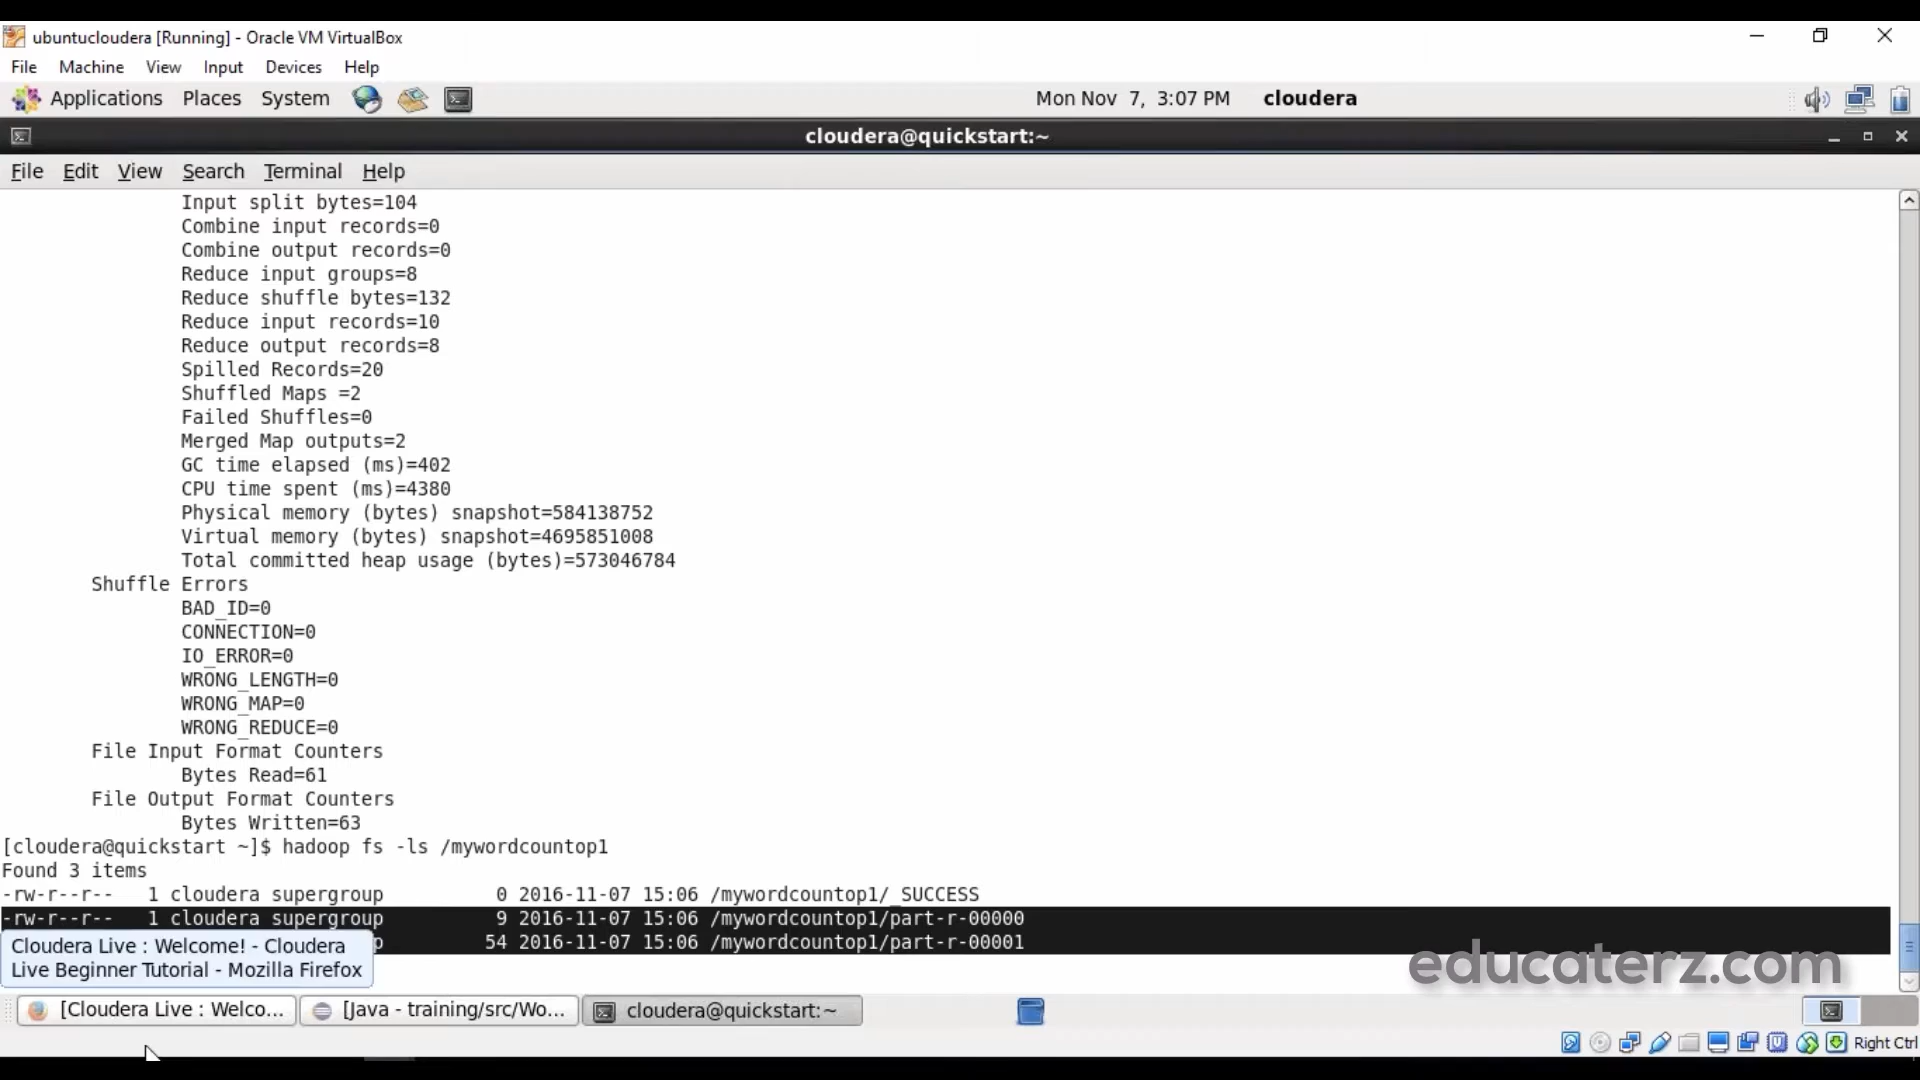 ubuntucloudera [Running] - Oracle VM VirtualBox
File Machine View Input Devices Help
Applications Places System Mon Nov 7, 3:07 PM cloudera
cloudera@quickstart:~
File Edit View Search Terminal Help
Input split bytes=104
Combine input records=0
Combine output records=0
Reduce input groups=8
Reduce shuffle bytes=132
Reduce input records=10
Reduce output records=8
Spilled Records=20
Shuffled Maps =2
Failed Shuffles=0
Merged Map outputs=2
GC time elapsed (ms)=402
CPU time spent (ms)=4380
Physical memory (bytes) snapshot=584138752
Virtual memory (bytes) snapshot=4695851008
Total committed heap usage (bytes)=573046784
Shuffle Errors
BAD_ID=0
CONNECTION=0
IO_ERROR=0
WRONG_LENGTH=0
WRONG_MAP=0
WRONG_REDUCE=0
File Input Format Counters
Bytes Read=61
File Output Format Counters
Bytes Written=63
[cloudera@quickstart ~]$ hadoop fs -ls /mywordcountop1
Found 3 items
-rw-r--r-- 1 cloudera supergroup 0 2016-11-07 15:06 /mywordcountop1/_SUCCESS
-rw-r--r-- 1 cloudera supergroup 9 2016-11-07 15:06 /mywordcountop1/part-r-00000
p 54 2016-11-07 15:06 /mywordcountop1/part-r-00001
Cloudera Live : Welcome! - Cloudera
Live Beginner Tutorial - Mozilla Firefox
educaterz.com
[Cloudera Live : Welco... [Java - training/src/Wo... cloudera@quickstart:~
Right Ctrl